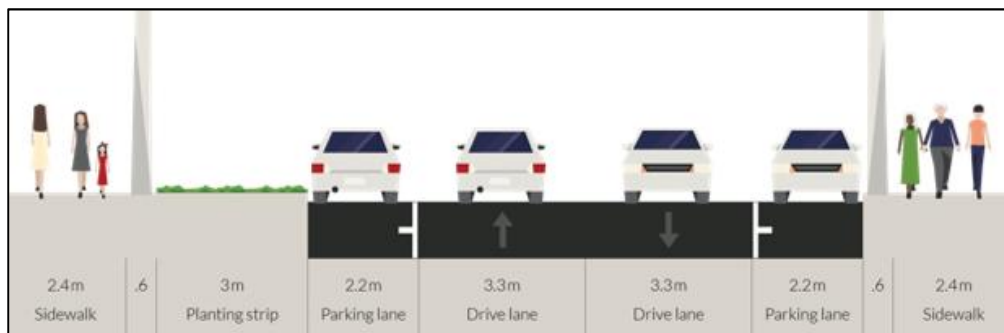 2.4m .6 3m 2.2m 3.3m 3.3m 2.2m .6 2.4m
Sidewalk Planting strip Parking lane Drive lane Drive lane Parking lane Sidewalk